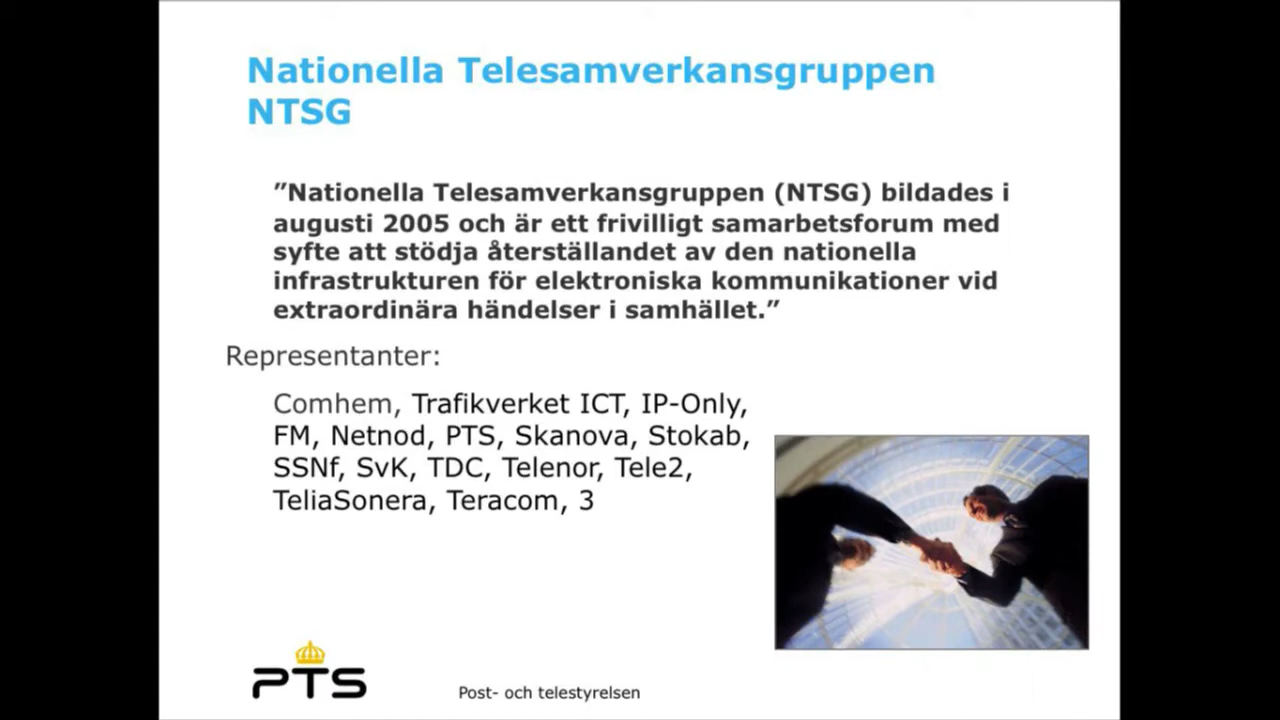 Nationella Telesamverkansgruppen
NTSG
”Nationella Telesamverkansgruppen (NTSG) bildades i
augusti 2005 och är ett frivilligt samarbetsforum med
syfte att stödja återställandet av den nationella
infrastrukturen för elektroniska kommunikationer vid
extraordinära händelser i samhället.”
Representanter:
Comhem, Trafikverket ICT, IP-Only,
FM, Netnod, PTS, Skanova, Stokab,
SSNf, SvK, TDC, Telenor, Tele2,
TeliaSonera, Teracom, 3
PTS
Post- och telestyrelsen